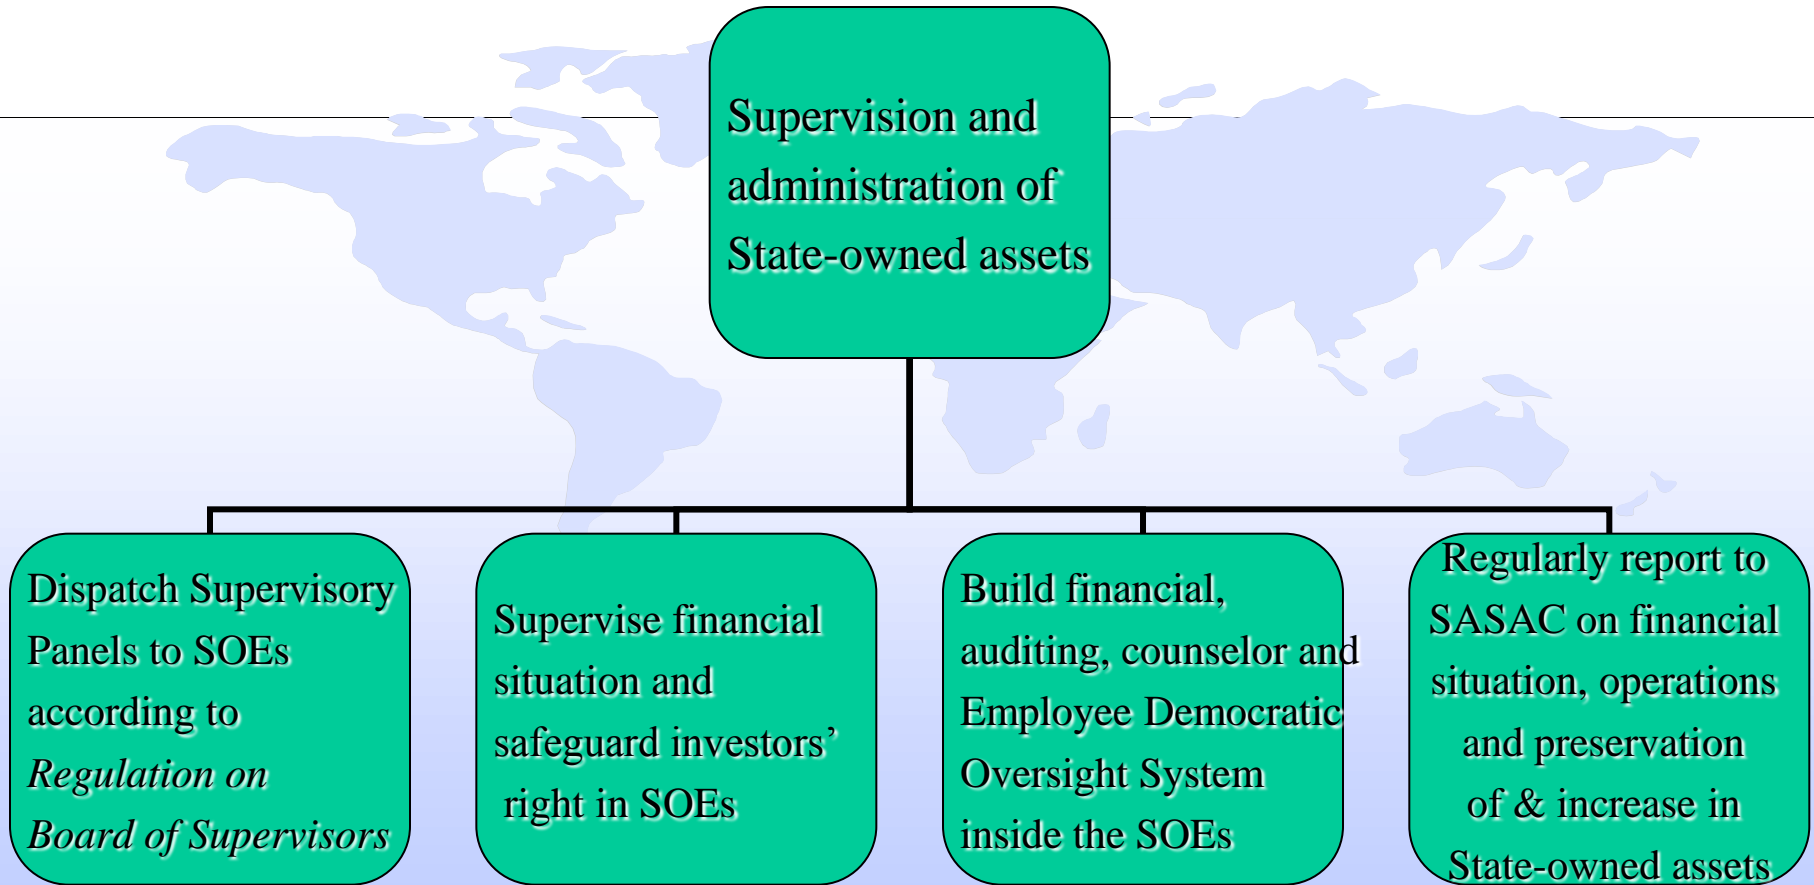 Supervision and
administration of
State-owned assets
Dispatch Supervisory
Panels to SOEs
according to
Regulation on
Board of Supervisors
Supervise financial
situation and
safeguard investors’
right in SOEs
Build financial,
auditing, counselor and
Employee Democratic
Oversight System
inside the SOEs
Regularly report to
SASAC on financial
situation, operations
and preservation
of & increase in
State-owned assets